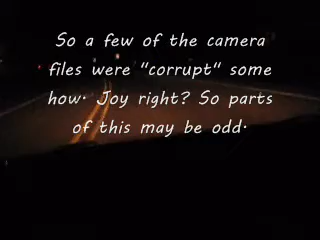 So a few of the camera
files were "corrupt" some
how. Joy right? So parts
of this may be odd.